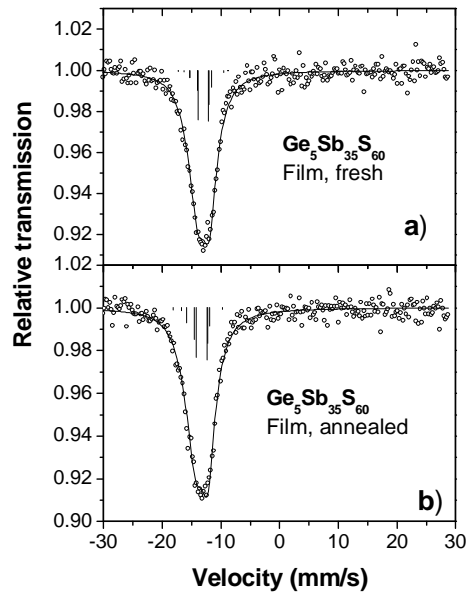 1.00
0.98
0.96
0.94
0.92
1.02
Ge5Sb35S60
Film, fresh
a)
Relative transmission
1.02
1.00
0.98
0.96
0.94
0.92
0.90
Ge5Sb35S60
Film, annealed
b)
-30 -20 -10 0 10 20 30
Velocity (mm/s)